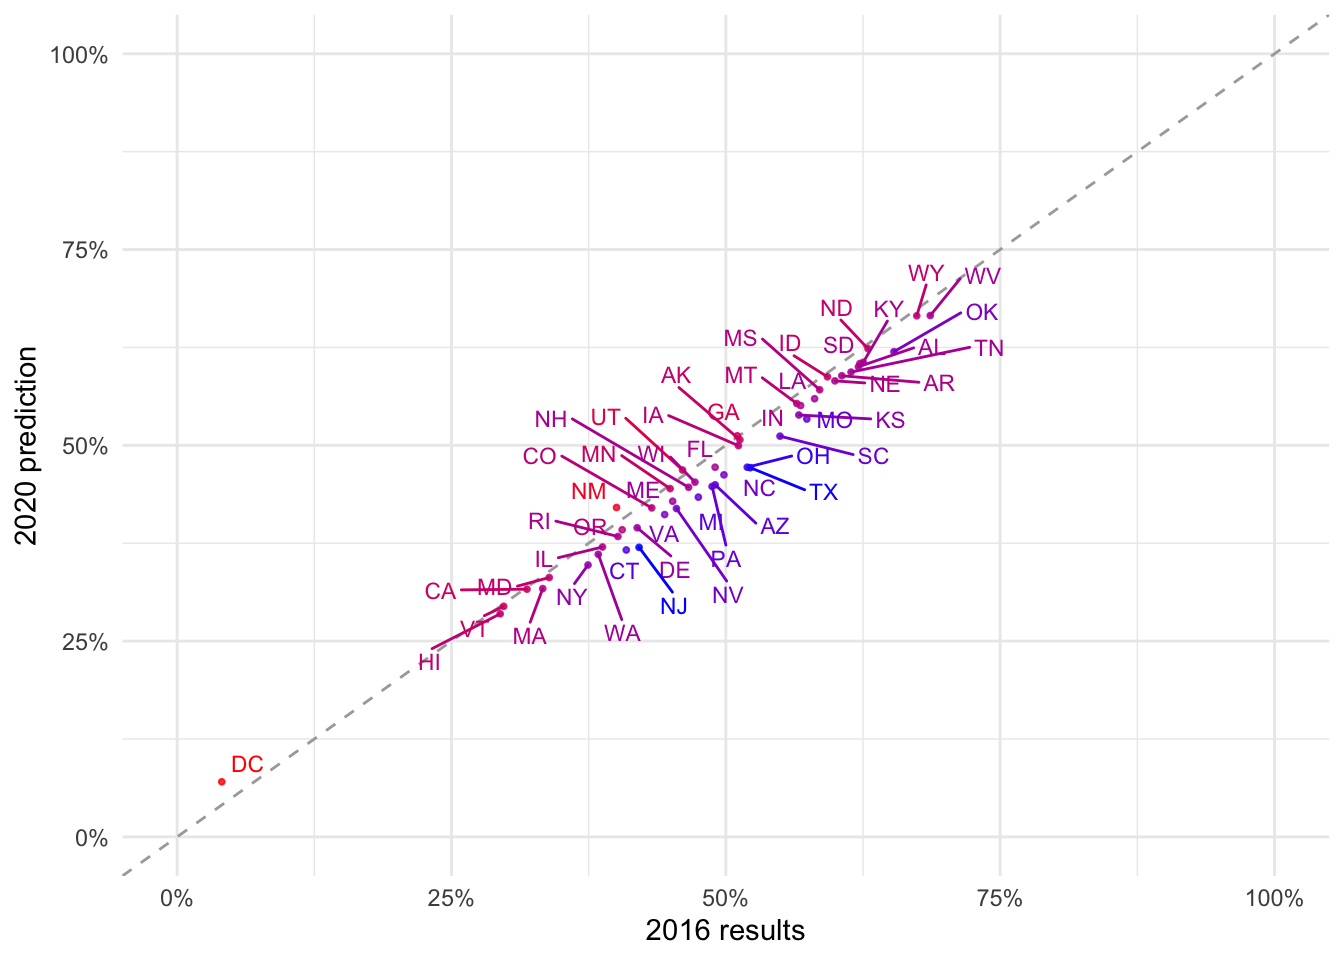 100%
75%
50%
25%
0%
2020 prediction
WY
WV
ND
KY
OK
MS
ID
SD
AL
TN
AK
MT
LA
NE
AR
NH
UT
IA
GA
IN
MO
KS
CO
MN
WI
FL
OH
SC
NM
ME
NC
TX
RI
OR
VA
MI
AZ
IL
CT
DE
PA
CA
MD
NY
NJ
NV
VT
MA
WA
HI
DC
0%
25%
50%
75%
100%
2016 results